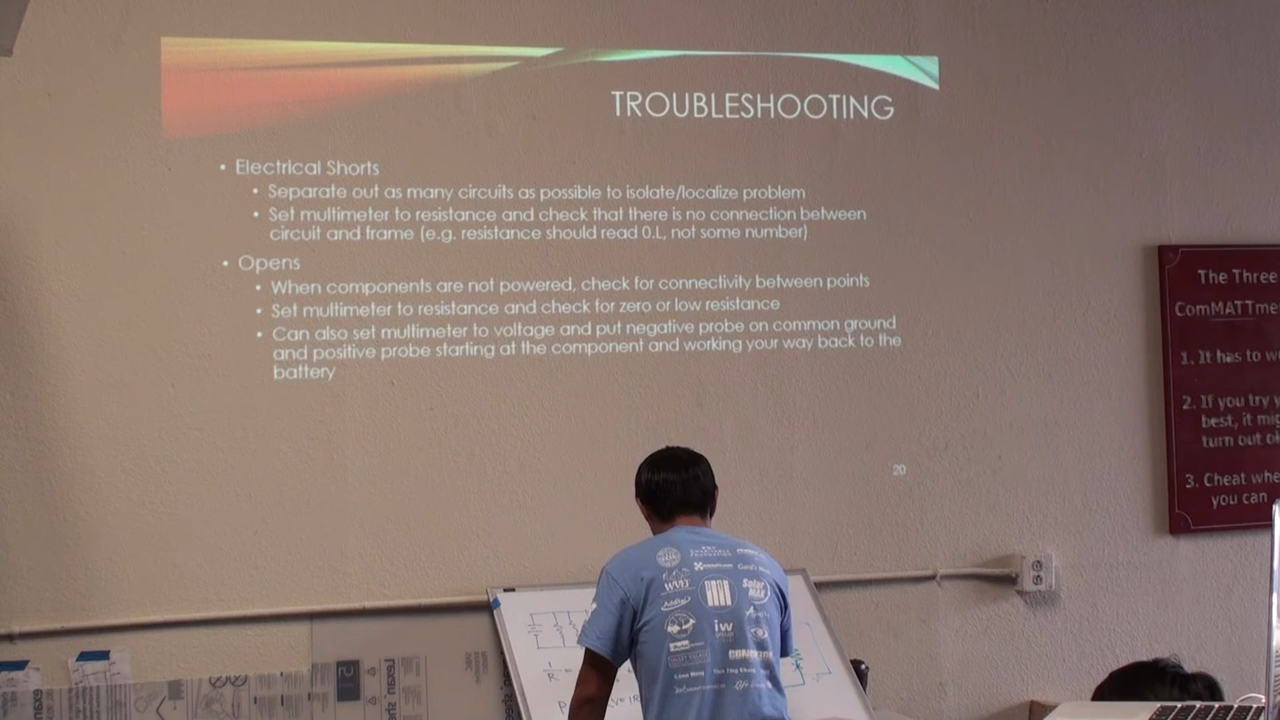 TROUBLESHOOTING
• Electrical Shorts
• Separate out as many circuits as possible to isolate/localize problem
• Set multimeter to resistance and check that there is no connection between
circuit and frame (e.g. resistance should read 0.L, not some number)
• Opens
• When components are not powered, check for connectivity between points
• Set multimeter to resistance and check for zero or low resistance
• Can also set multimeter to voltage and put negative probe on common ground
and positive probe starting at the component and working your way back to the
battery
20
The Three
ComMATTme
1. It has to w
2. If you try y
best, it mig
turn out o
3. Cheat whe
you can
Solar
MAX
iw
1
R